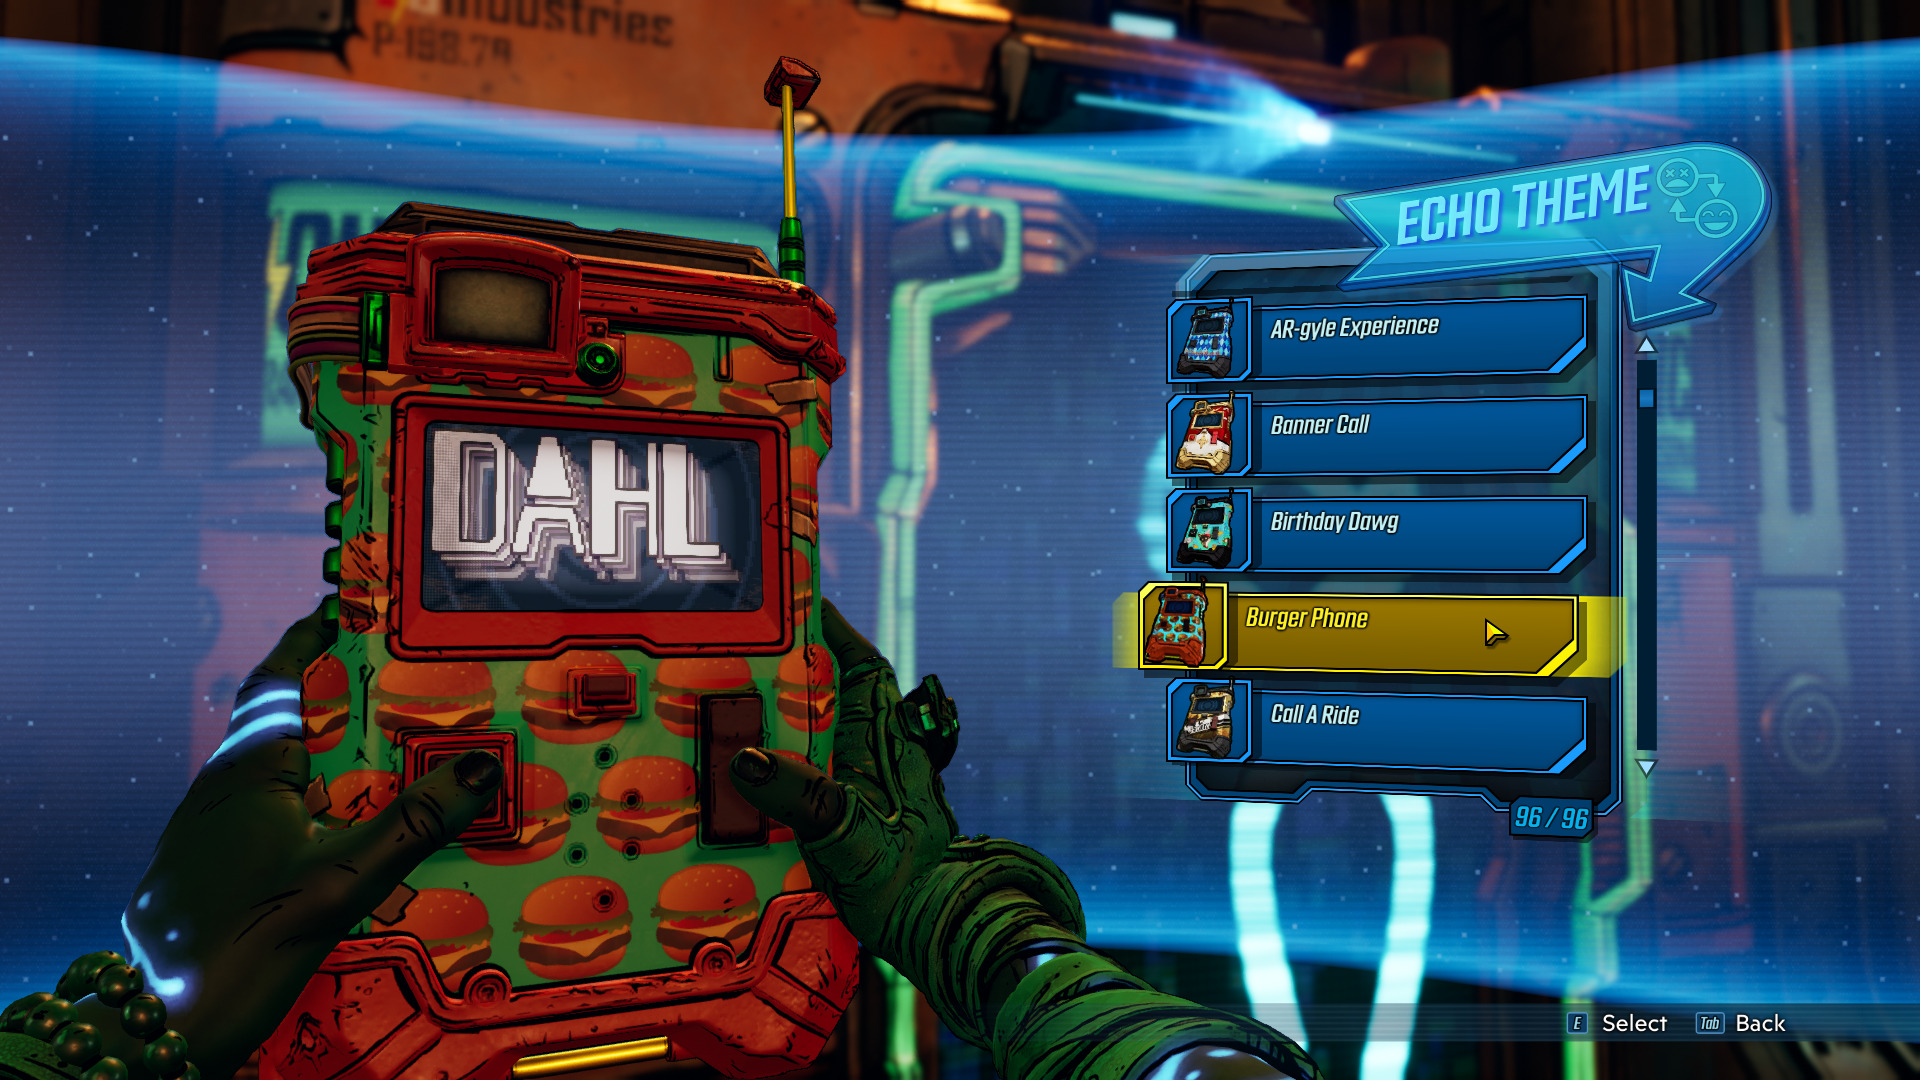 industries
P-192.79
ECHO THEME
DAHL
AR-gyle Experience
Banner Call
Birthday Dawg
Burger Phone
Call A Ride
96 / 96
E Select Tab Back